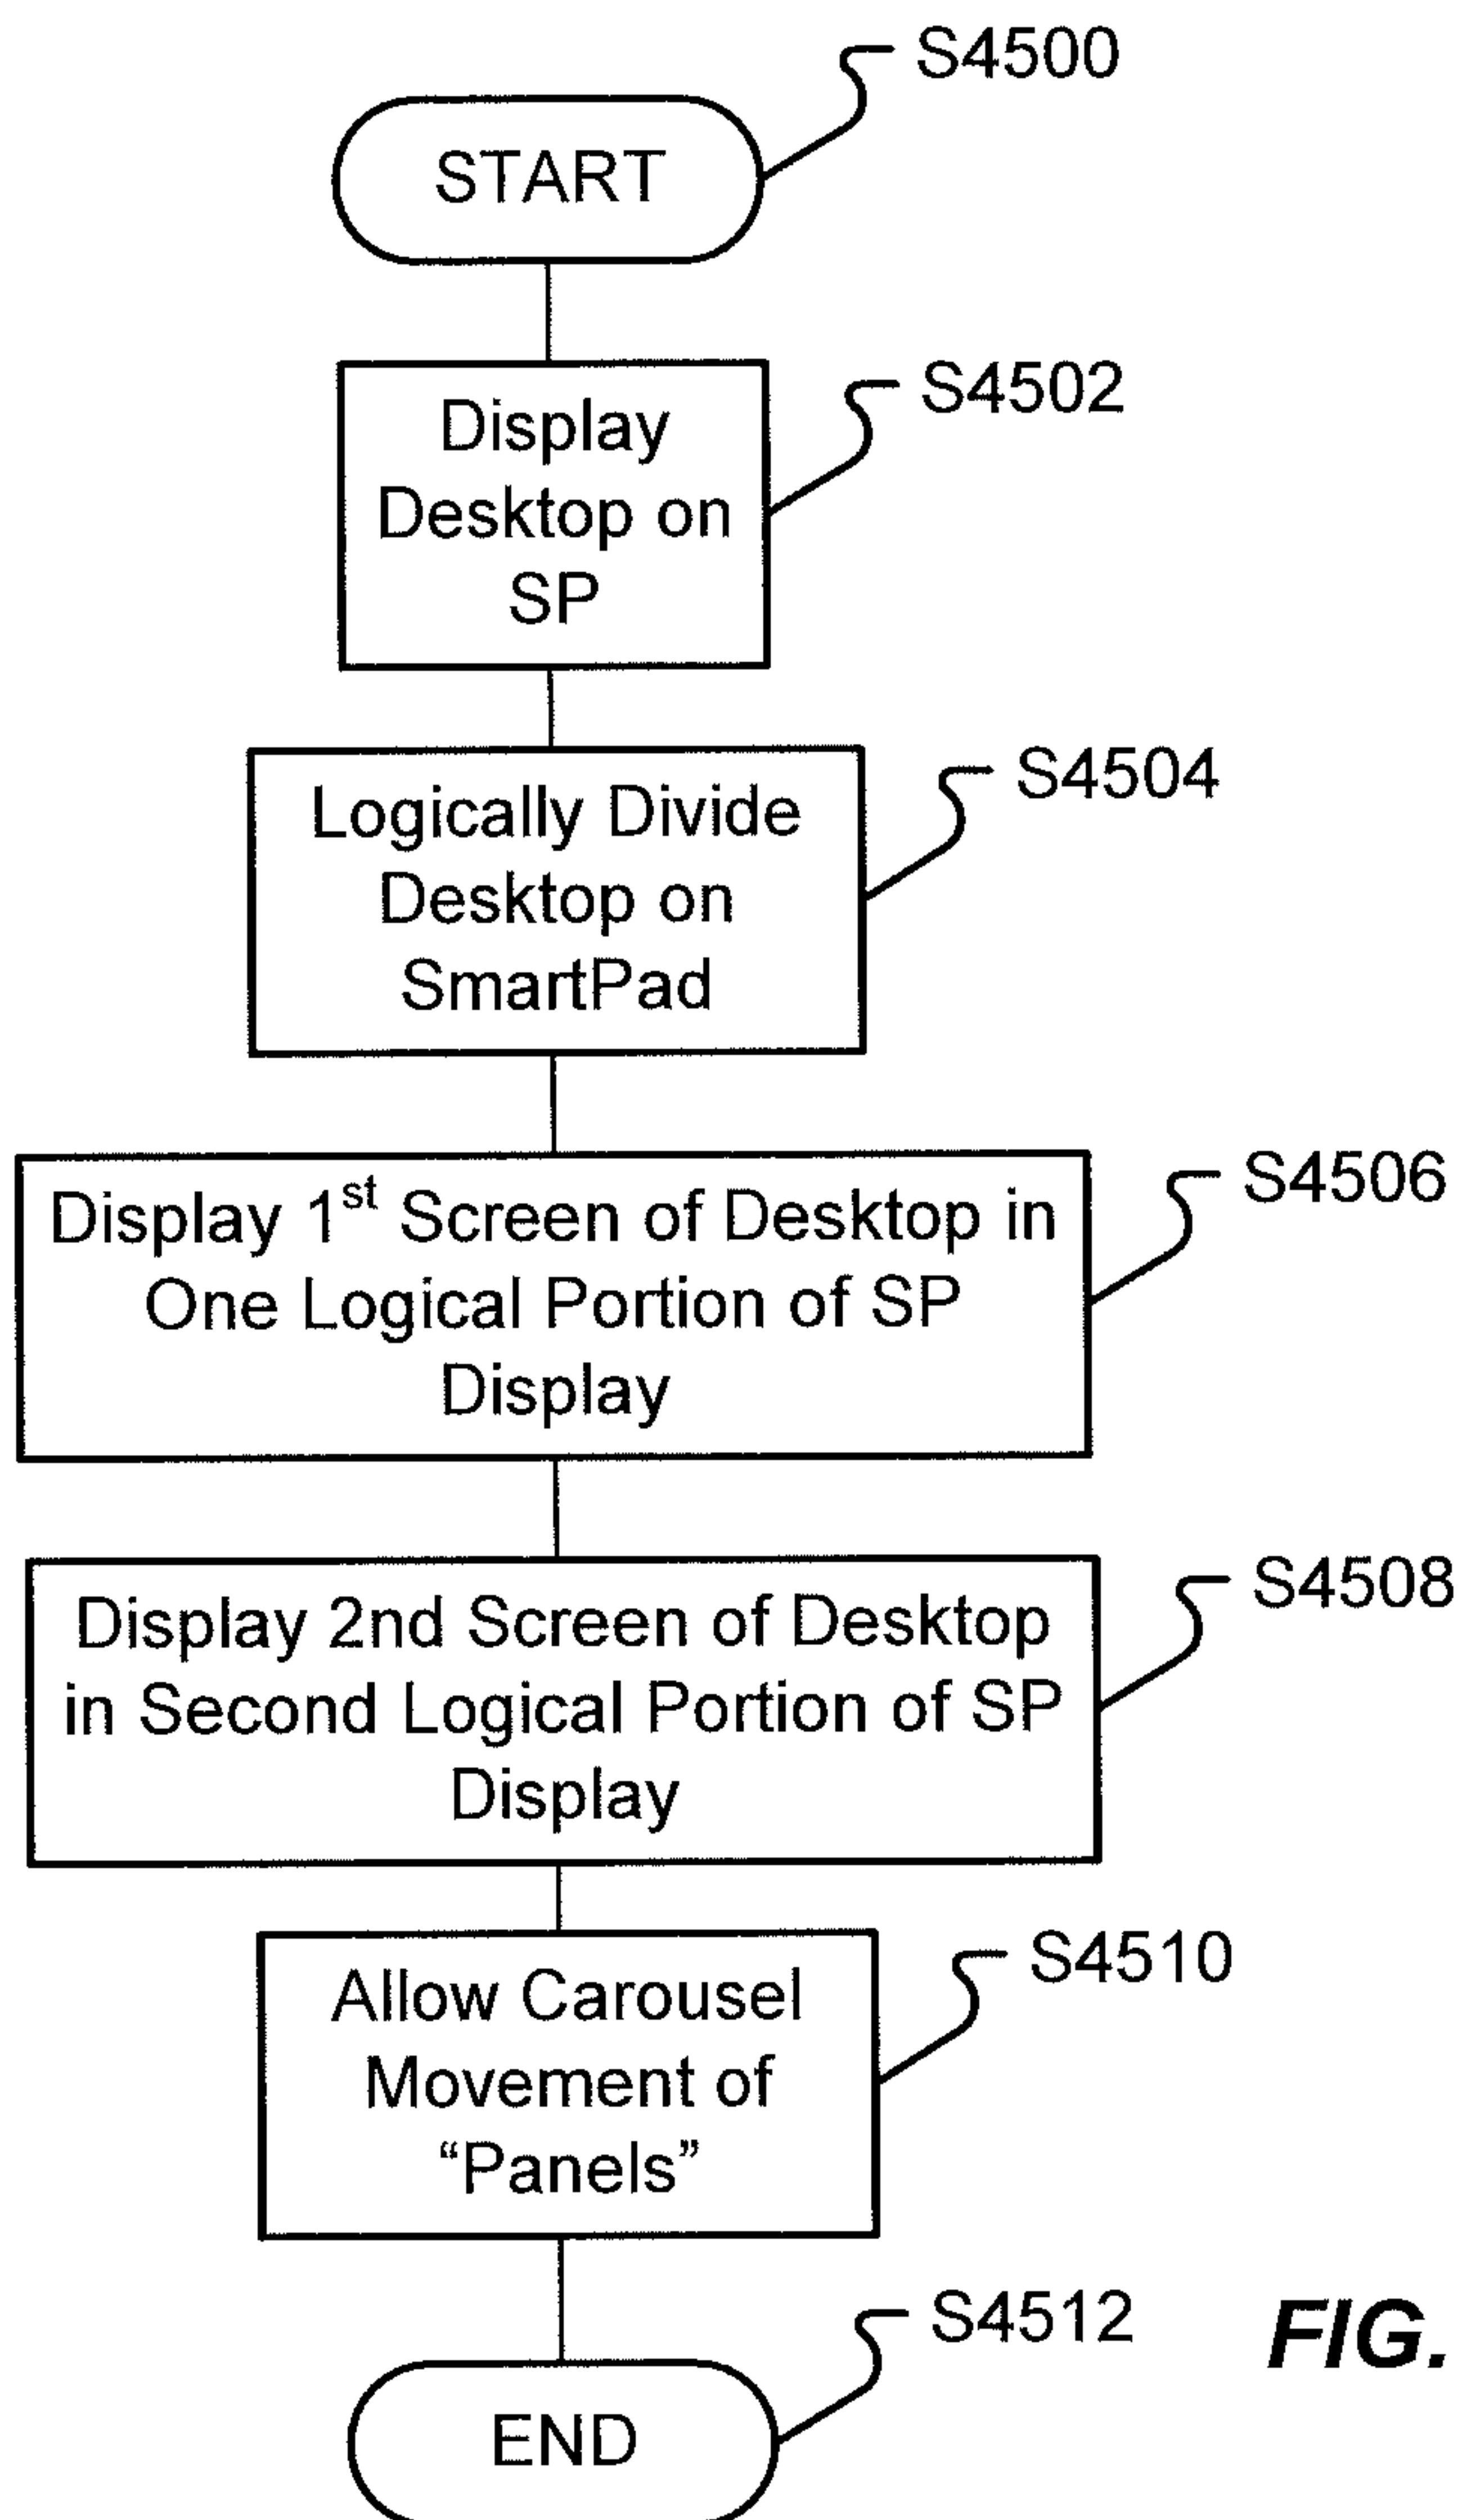 S4500
START
S4502
Display
Desktop on
SP
S4504
Logically Divide
Desktop on
SmartPad
S4506
Display 1st Screen of Desktop in
One Logical Portion of SP
Display
S4508
Display 2nd Screen of Desktop
in Second Logical Portion of SP
Display
S4510
Allow Carousel
Movement of
“Panels”
S4512
FIG.
END